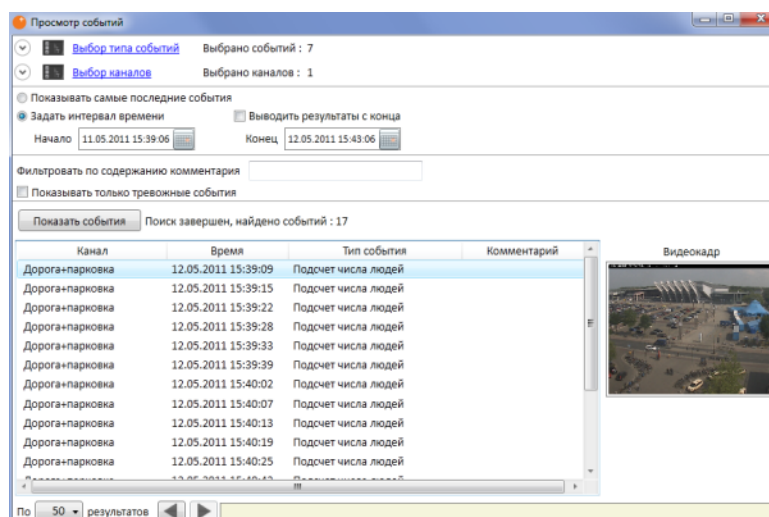 Просмотр событий
Выбор типа событий Выбрано событий : 7
Выбор каналов Выбрано каналов : 1
Показывать самые последние события
Задать интервал времени Выводить результаты с конца
Начало 11.05.2011 15:39:06 Конец 12.05.2011 15:43:06
Фильтровать по содержанию комментария
Показывать только тревожные события
Показать события Поиск завершен, найдено событий : 17
Канал Время Тип события Комментарий Видеокадр
Дорога+парковка 12.05.2011 15:39:09 Подсчет числа людей
Дорога+парковка 12.05.2011 15:39:15 Подсчет числа людей
Дорога+парковка 12.05.2011 15:39:22 Подсчет числа людей
Дорога+парковка 12.05.2011 15:39:28 Подсчет числа людей
Дорога+парковка 12.05.2011 15:39:33 Подсчет числа людей
Дорога+парковка 12.05.2011 15:39:39 Подсчет числа людей
Дорога+парковка 12.05.2011 15:40:02 Подсчет числа людей
Дорога+парковка 12.05.2011 15:40:07 Подсчет числа людей
Дорога+парковка 12.05.2011 15:40:13 Подсчет числа людей
Дорога+парковка 12.05.2011 15:40:19 Подсчет числа людей
Дорога+парковка 12.05.2011 15:40:25 Подсчет числа людей
По 50 результатов